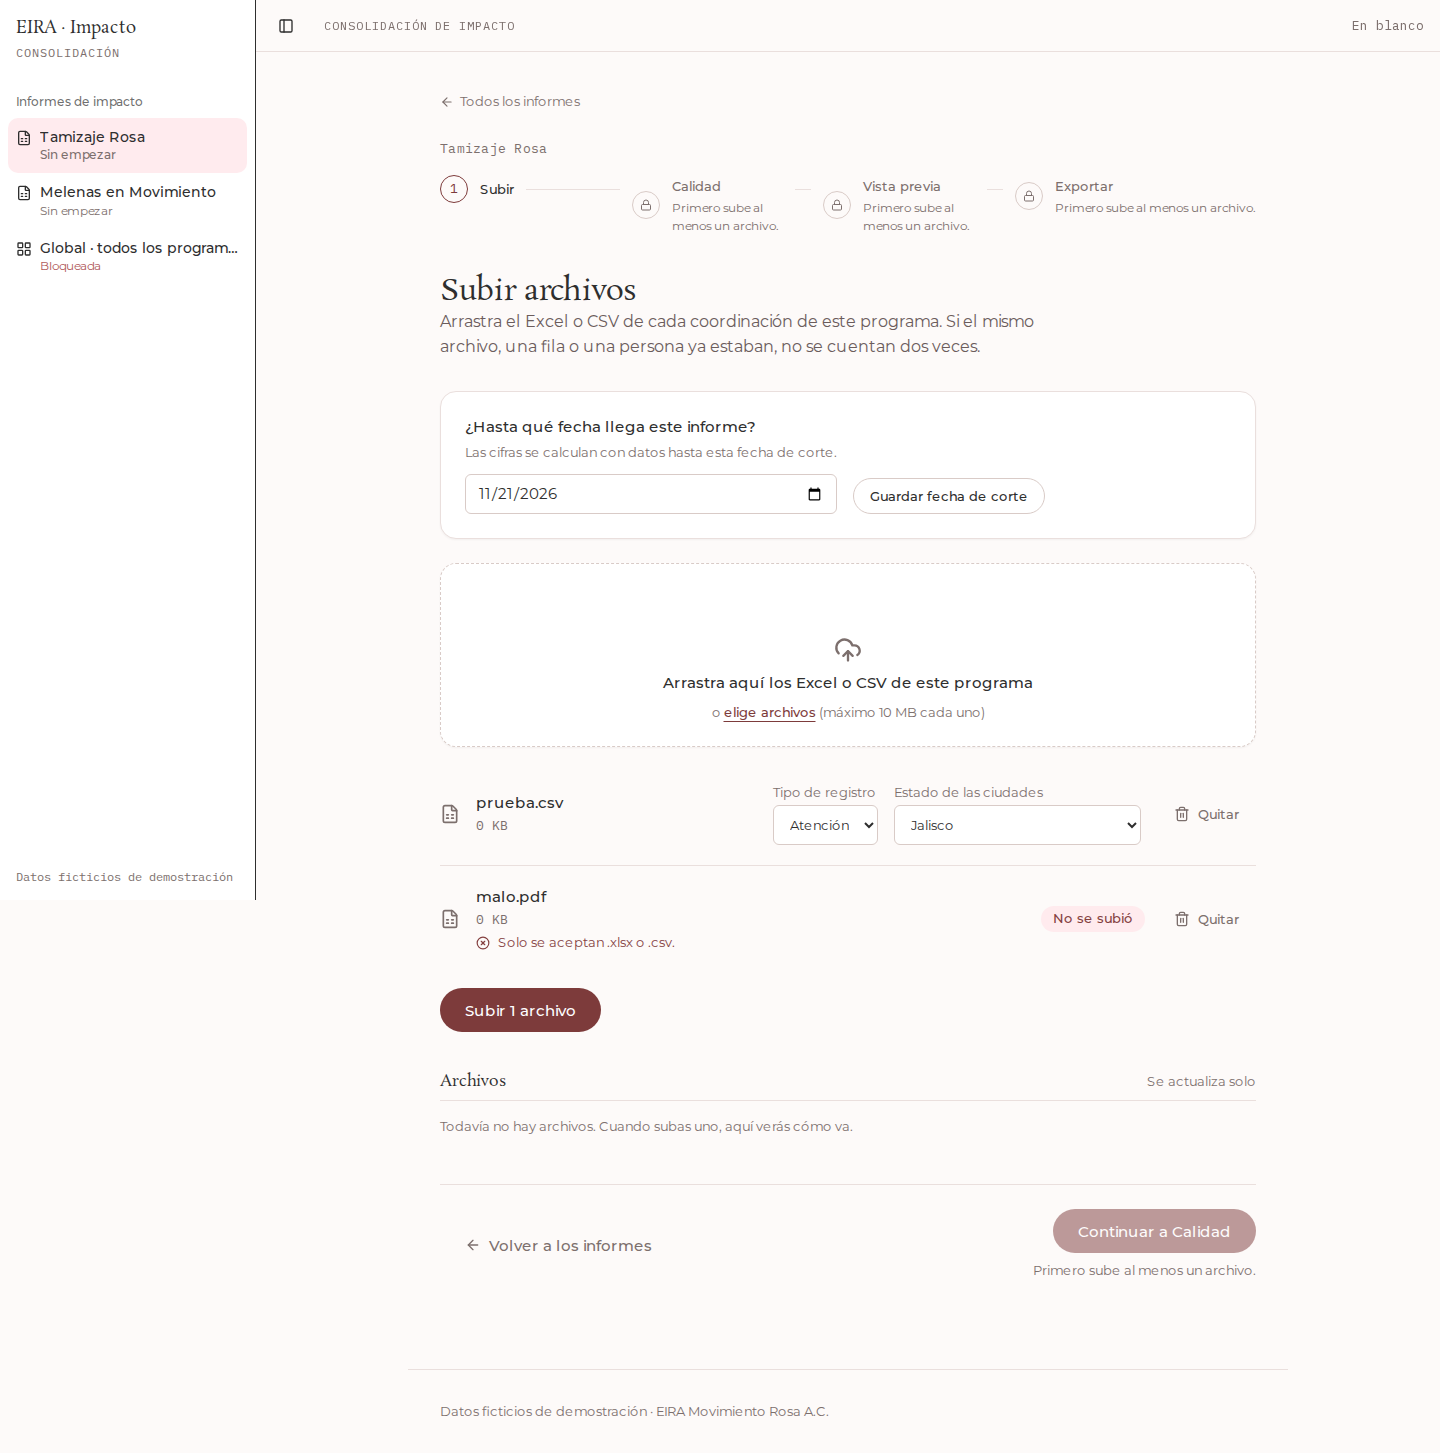 EIRA · Impacto
CONSOLIDACIÓN
Informes de impacto
Tamizaje Rosa
Sin empezar
Melenas en Movimiento
Sin empezar
Global · todos los program...
Bloqueada
Datos ficticios de demostración
CONSOLIDACIÓN DE IMPACTO
En blanco
Todos los informes
Tamizaje Rosa
1 Subir
Calidad
Primero sube al
menos un archivo.
Vista previa
Primero sube al
menos un archivo.
Exportar
Primero sube al menos un archivo.
Subir archivos
Arrastra el Excel o CSV de cada coordinación de este programa. Si el mismo
archivo, una fila o una persona ya estaban, no se cuentan dos veces.
¿Hasta qué fecha llega este informe?
Las cifras se calculan con datos hasta esta fecha de corte.
11/21/2026
Guardar fecha de corte
Arrastra aquí los Excel o CSV de este programa
o elige archivos (máximo 10 MB cada uno)
prueba.csv
0 KB
Tipo de registro
Atención
Estado de las ciudades
Jalisco
Quitar
malo.pdf
0 KB
Solo se aceptan .xlsx o .csv.
No se subió
Quitar
Subir 1 archivo
Archivos
Se actualiza solo
Todavía no hay archivos. Cuando subas uno, aquí verás cómo va.
Volver a los informes
Continuar a Calidad
Primero sube al menos un archivo.
Datos ficticios de demostración · EIRA Movimiento Rosa A.C.